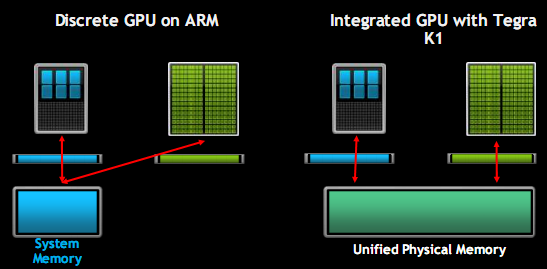 Discrete GPU on ARM
Integrated GPU with Tegra
K1
System
Memory
Unified Physical Memory